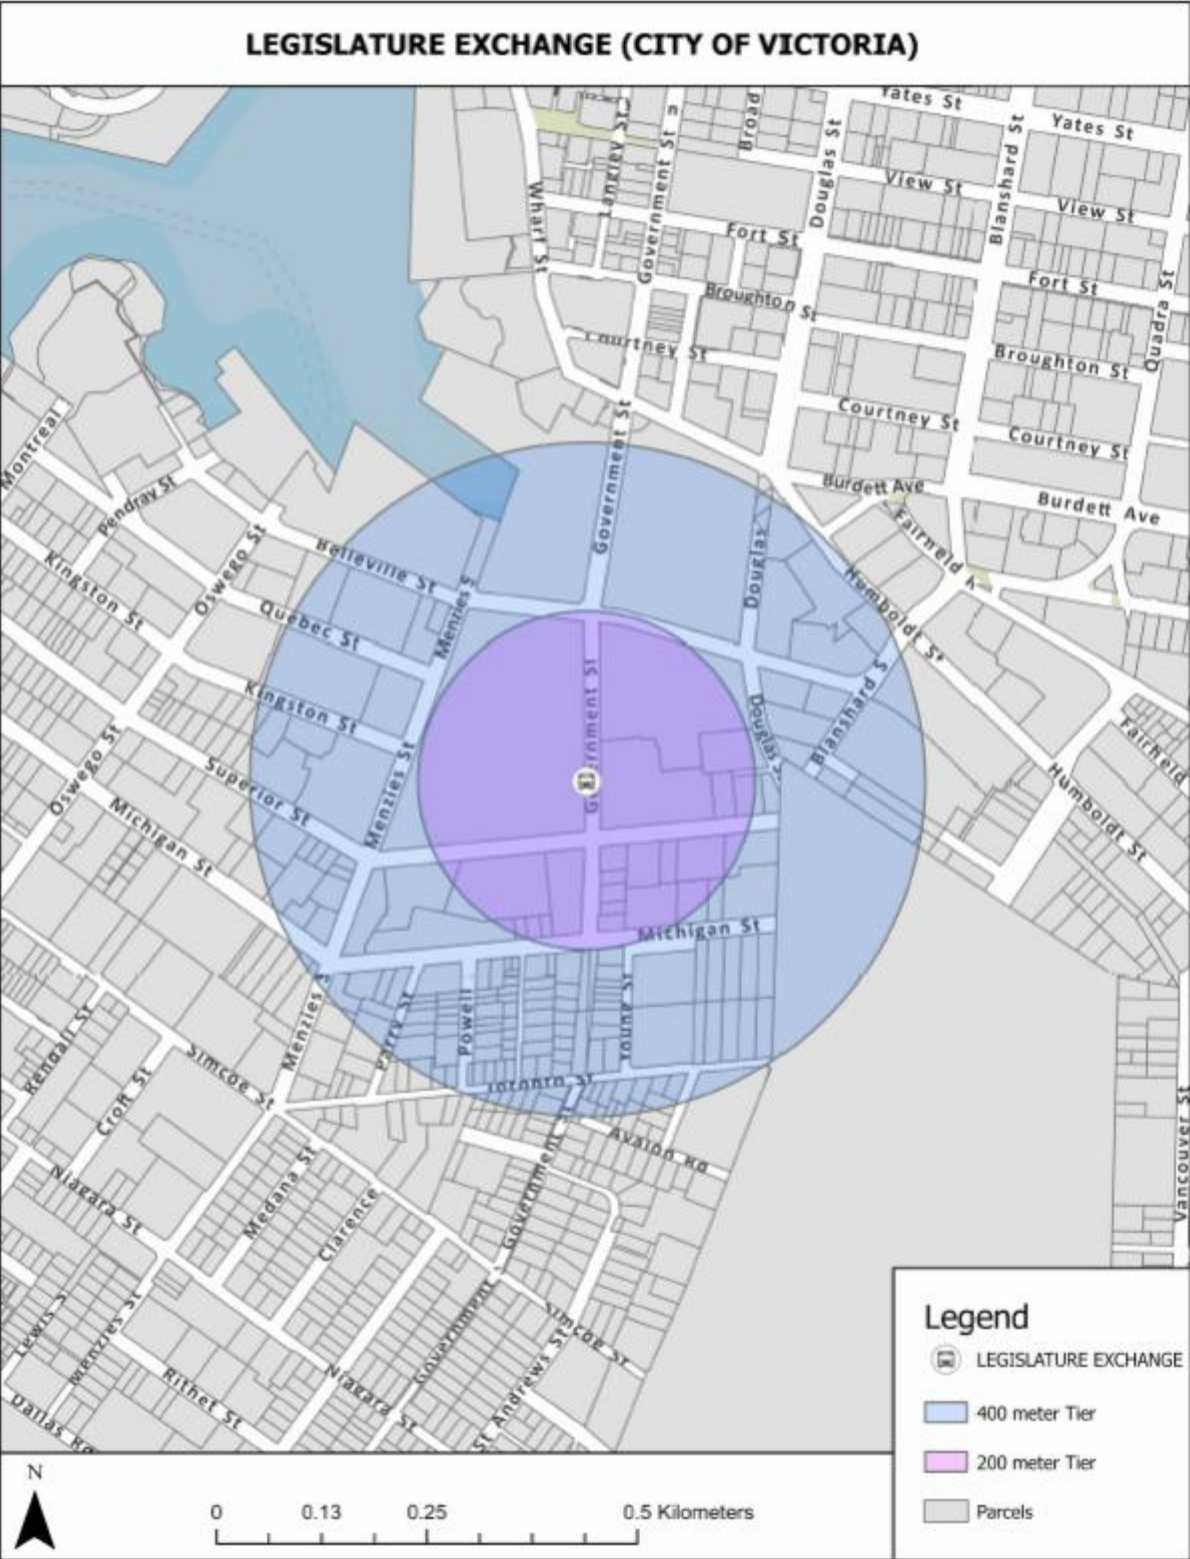 LEGISLATURE EXCHANGE (CITY OF VICTORIA)
Yates St
Yates St
Broad
Langley St
Government St
Douglas St
Blanshard St
View St
View St
Wharf St
Fort St
Fort St
Quadra St
Broughton St
Broughton St
Courtney St
Courtney St
Montreal
Government St
Burdett Ave
Burdett Ave
Pendray St
Fairfield
Oswego St
Belleville St
Douglas
Humboldt St
Kingston St
Quebec St
Menzies S
Kingston St
Government St
Douglas S
Blanshard S
Fairfield
Oswego St
Superior St
Menzies St
Humboldt St
Michigan St
Michigan St
Menzies S
Parry St
Powell
Young St
Rendall St
Simcoe St
Toronto St
Croft St
Avalon Rd
Vancouver St
Niagara St
Medana St
Clarence
Government St
Lewis S
Menzies St
Government
Simcoe St
Rithet St
Niagara St
St Andrews St
Dallas Rd
Legend
LEGISLATURE EXCHANGE
400 meter Tier
200 meter Tier
Parcels
N
0 0.13 0.25 0.5 Kilometers